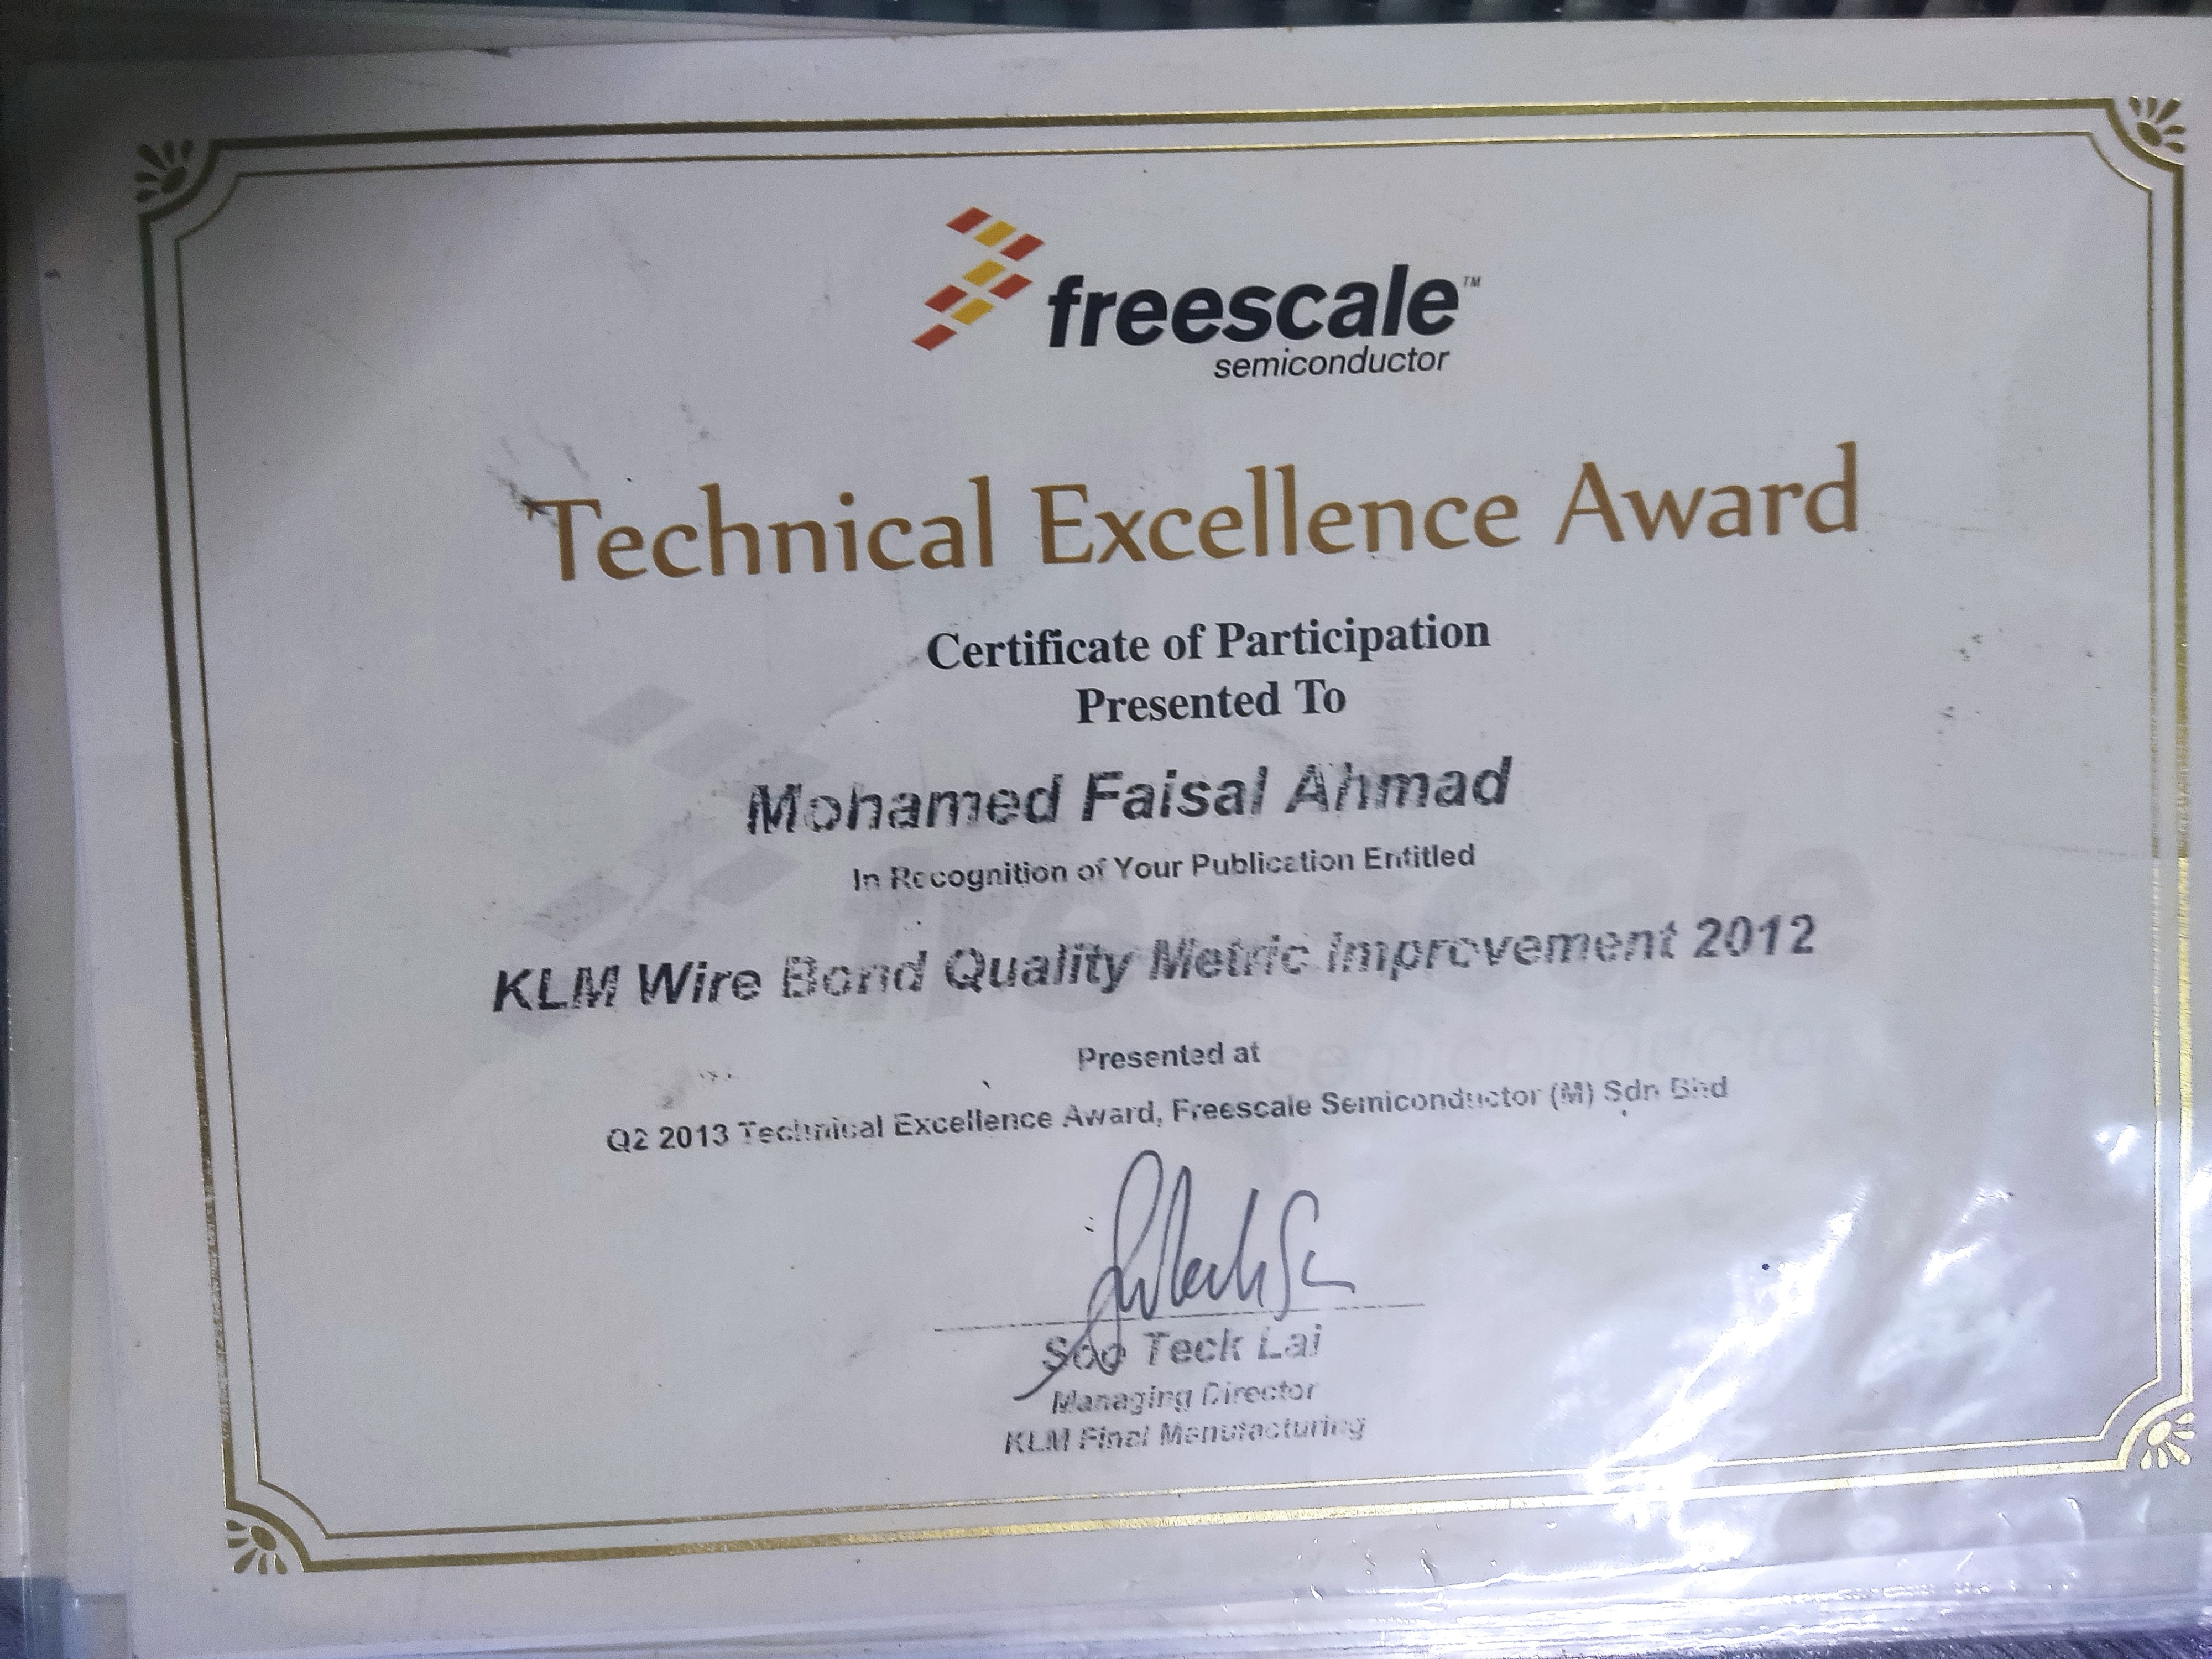 freescale™
semiconductor
Technical Excellence Award
Certificate of Participation
Presented To
Mohamed Faisal Ahmad
In Recognition of Your Publication Entitled
KLM Wire Bond Quality Metric Improvement 2012
Presented at
Q2 2013 Technical Excellence Award, Freescale Semiconductor (M) Sdn Bhd
Soo Teck Lai
Managing Director
KLM Final Manufacturing